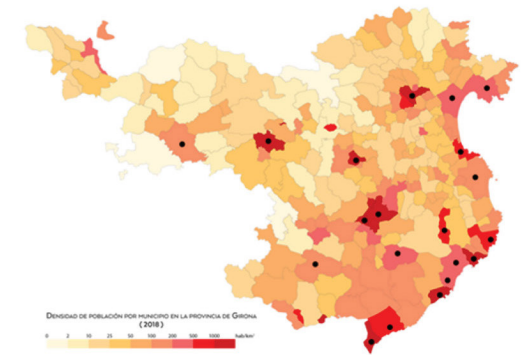 DENSIDAD DE POBLACIÓN POR MUNICIPIO EN LA PROVINCIA DE GIRONA
(2018)
0 2 10 25 50 100 200 500 1000 hab/km²